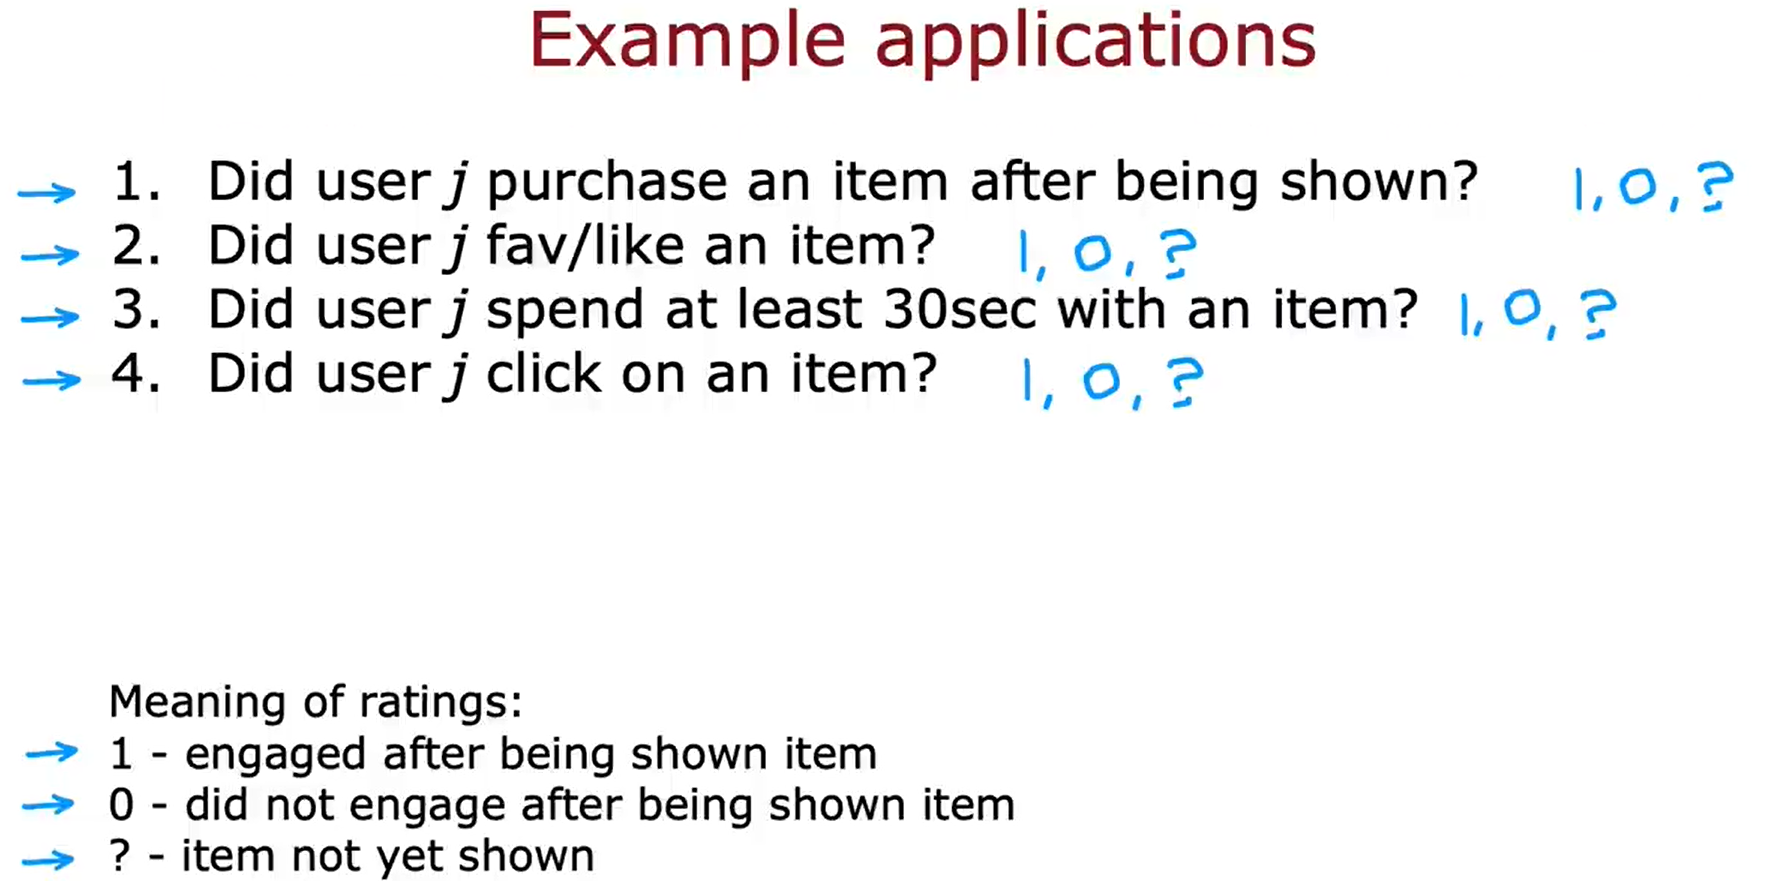 Example applications
→ 1. Did user j purchase an item after being shown? 1, 0, ?
→ 2. Did user j fav/like an item? 1, 0, ?
→ 3. Did user j spend at least 30sec with an item? 1, 0, ?
→ 4. Did user j click on an item? 1, 0, ?
Meaning of ratings:
→ 1 - engaged after being shown item
→ 0 - did not engage after being shown item
→ ? - item not yet shown